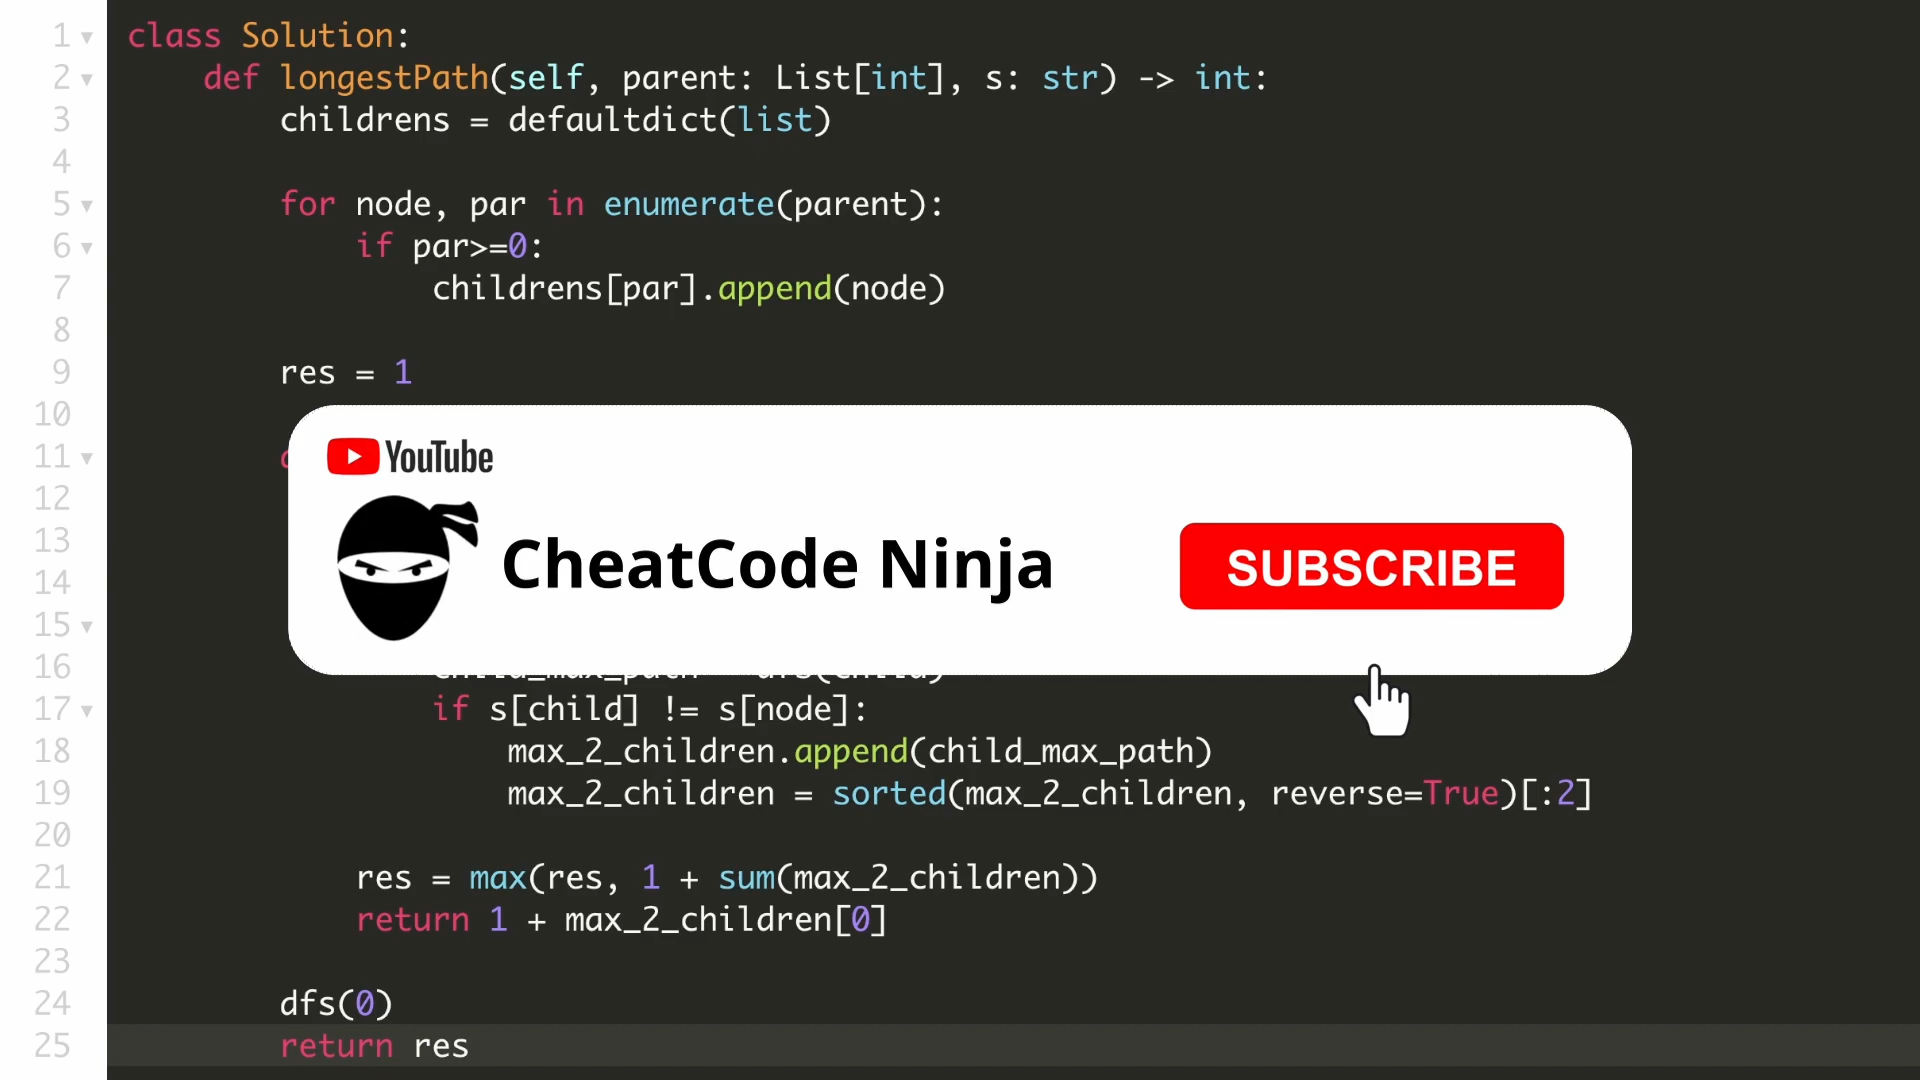 1 class Solution:
2 def longestPath(self, parent: List[int], s: str) -> int:
3 childrens = defaultdict(list)
4
5 for node, par in enumerate(parent):
6 if par>=0:
7 childrens[par].append(node)
8
9 res = 1
10
11
12
13
14
15
16
17 if s[child] != s[node]:
18 max_2_children.append(child_max_path)
19 max_2_children = sorted(max_2_children, reverse=True)[:2]
20
21 res = max(res, 1 + sum(max_2_children))
22 return 1 + max_2_children[0]
23
24 dfs(0)
25 return res
YouTube
CheatCode Ninja
SUBSCRIBE